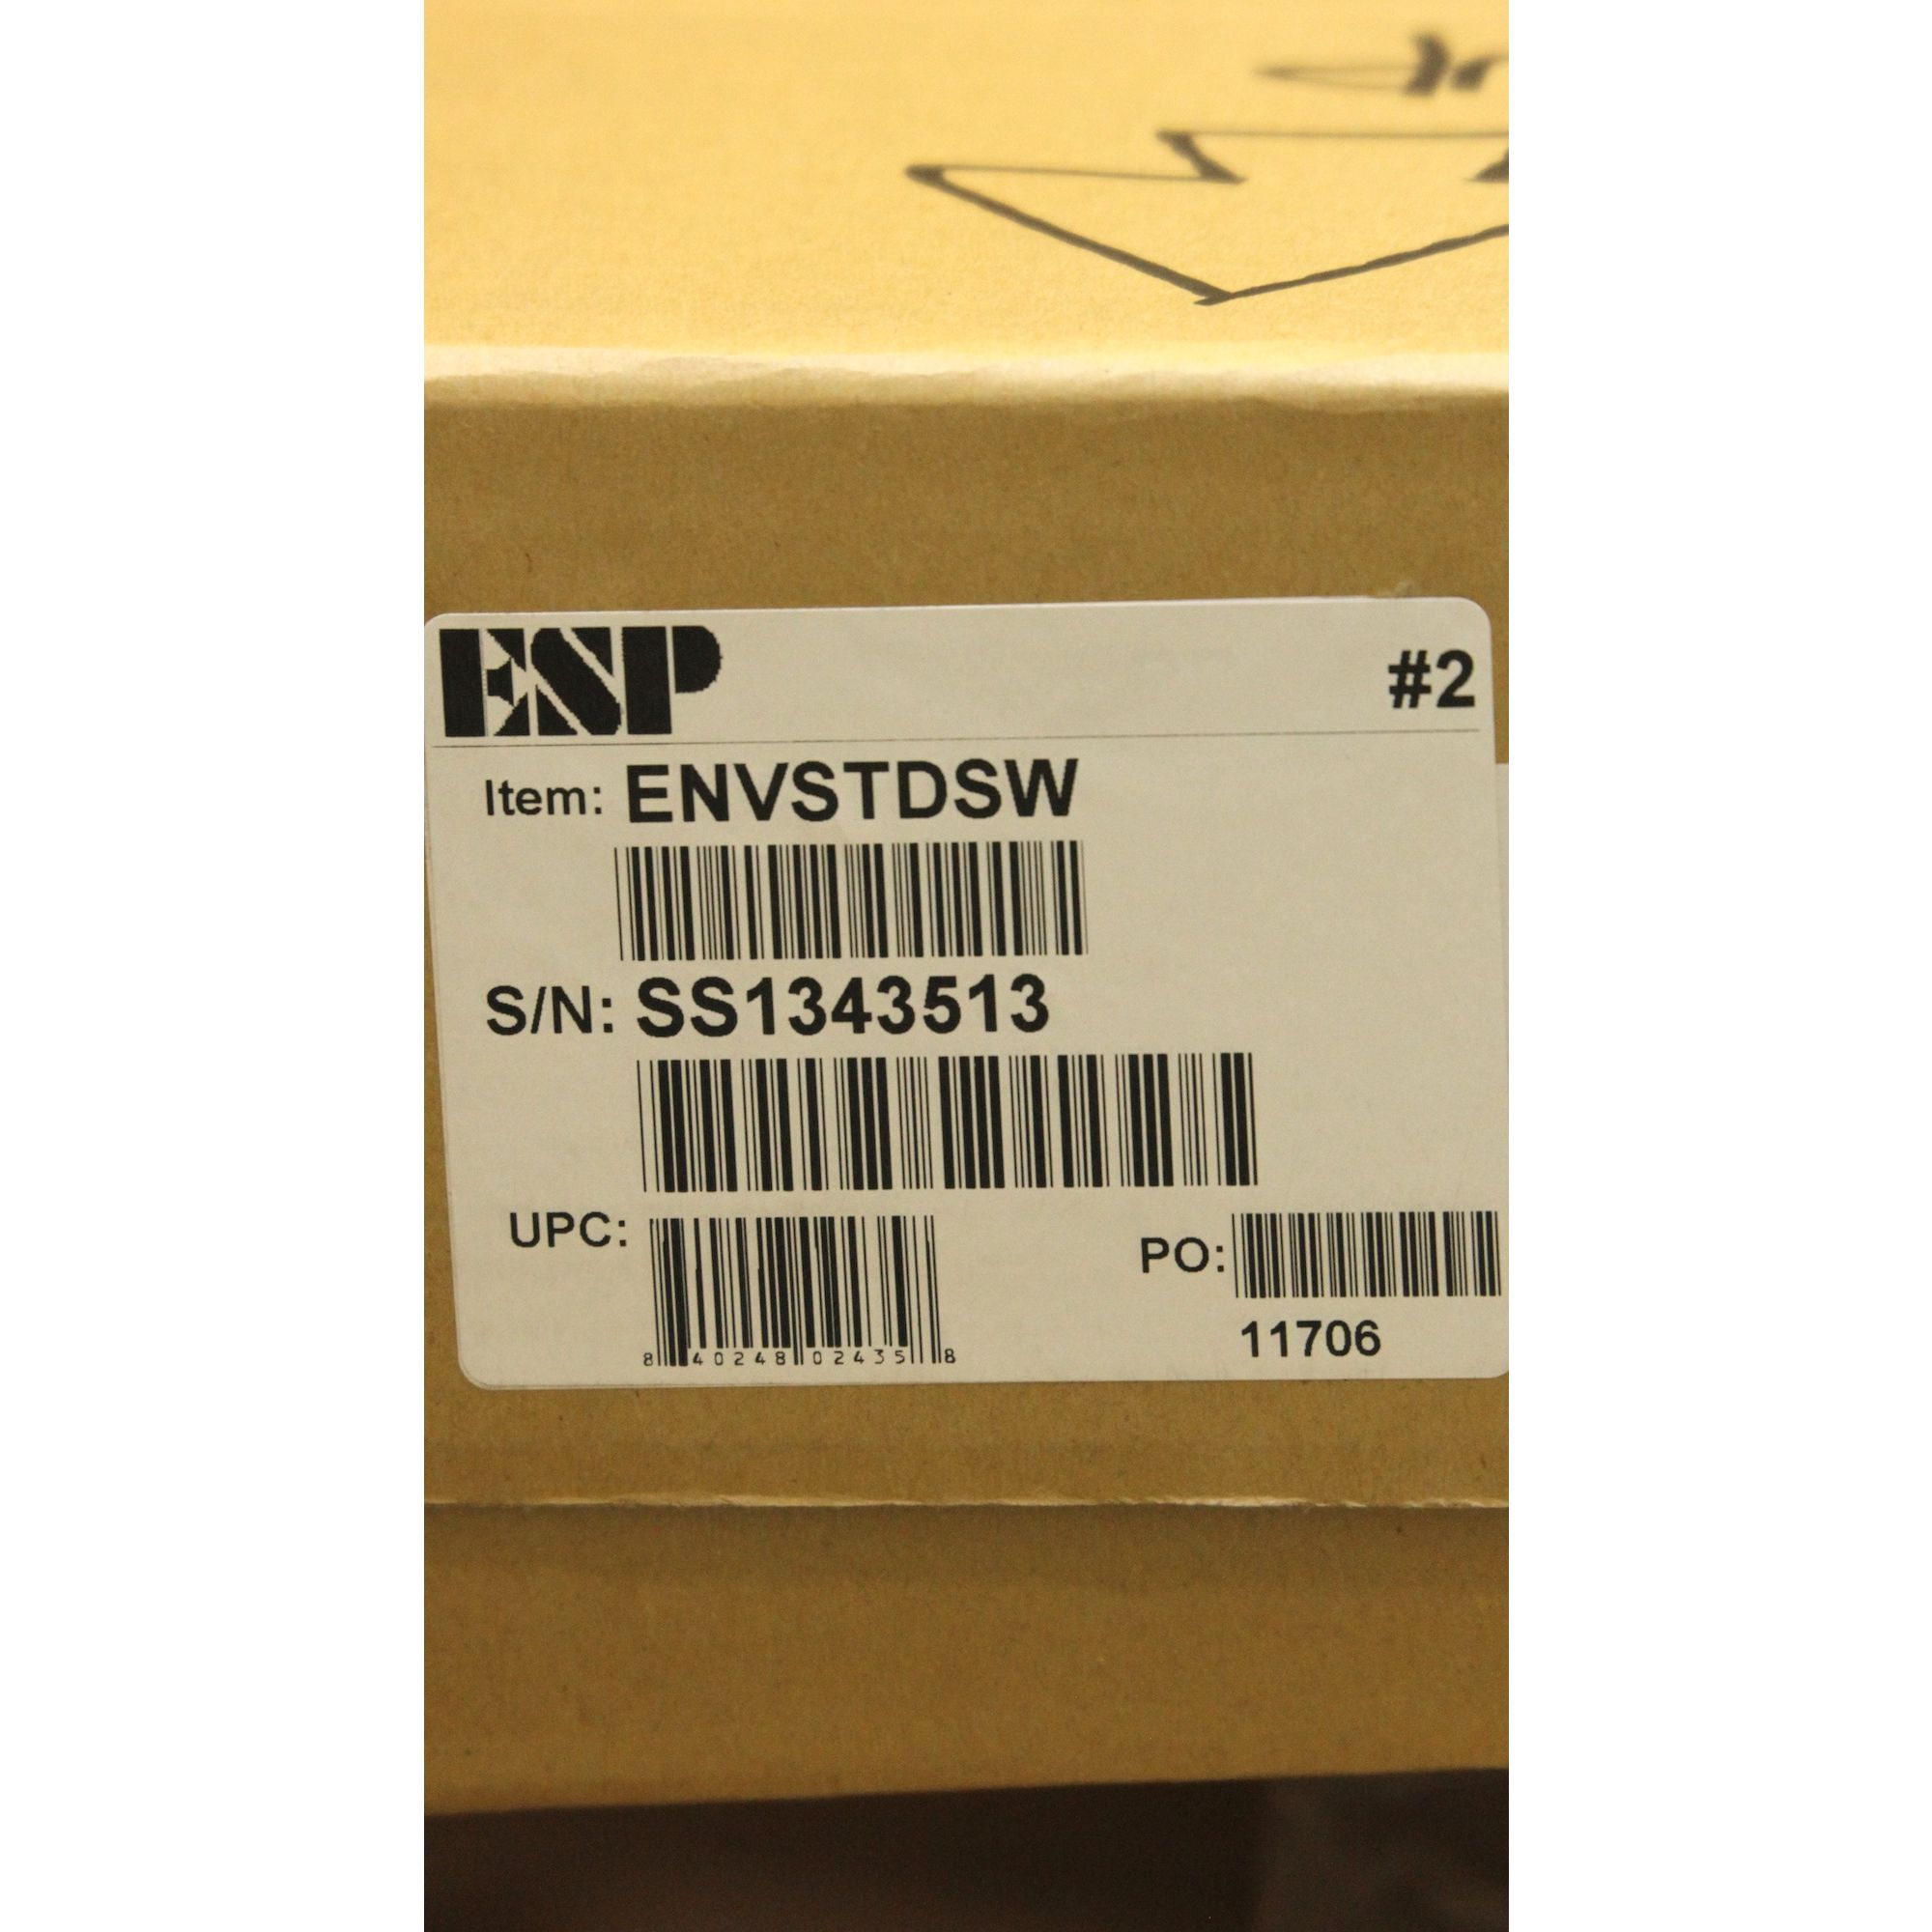 ESP
#2
Item: ENVSTDSW
S/N: SS1343513
UPC:
8 40248 02435 8
PO:
11706